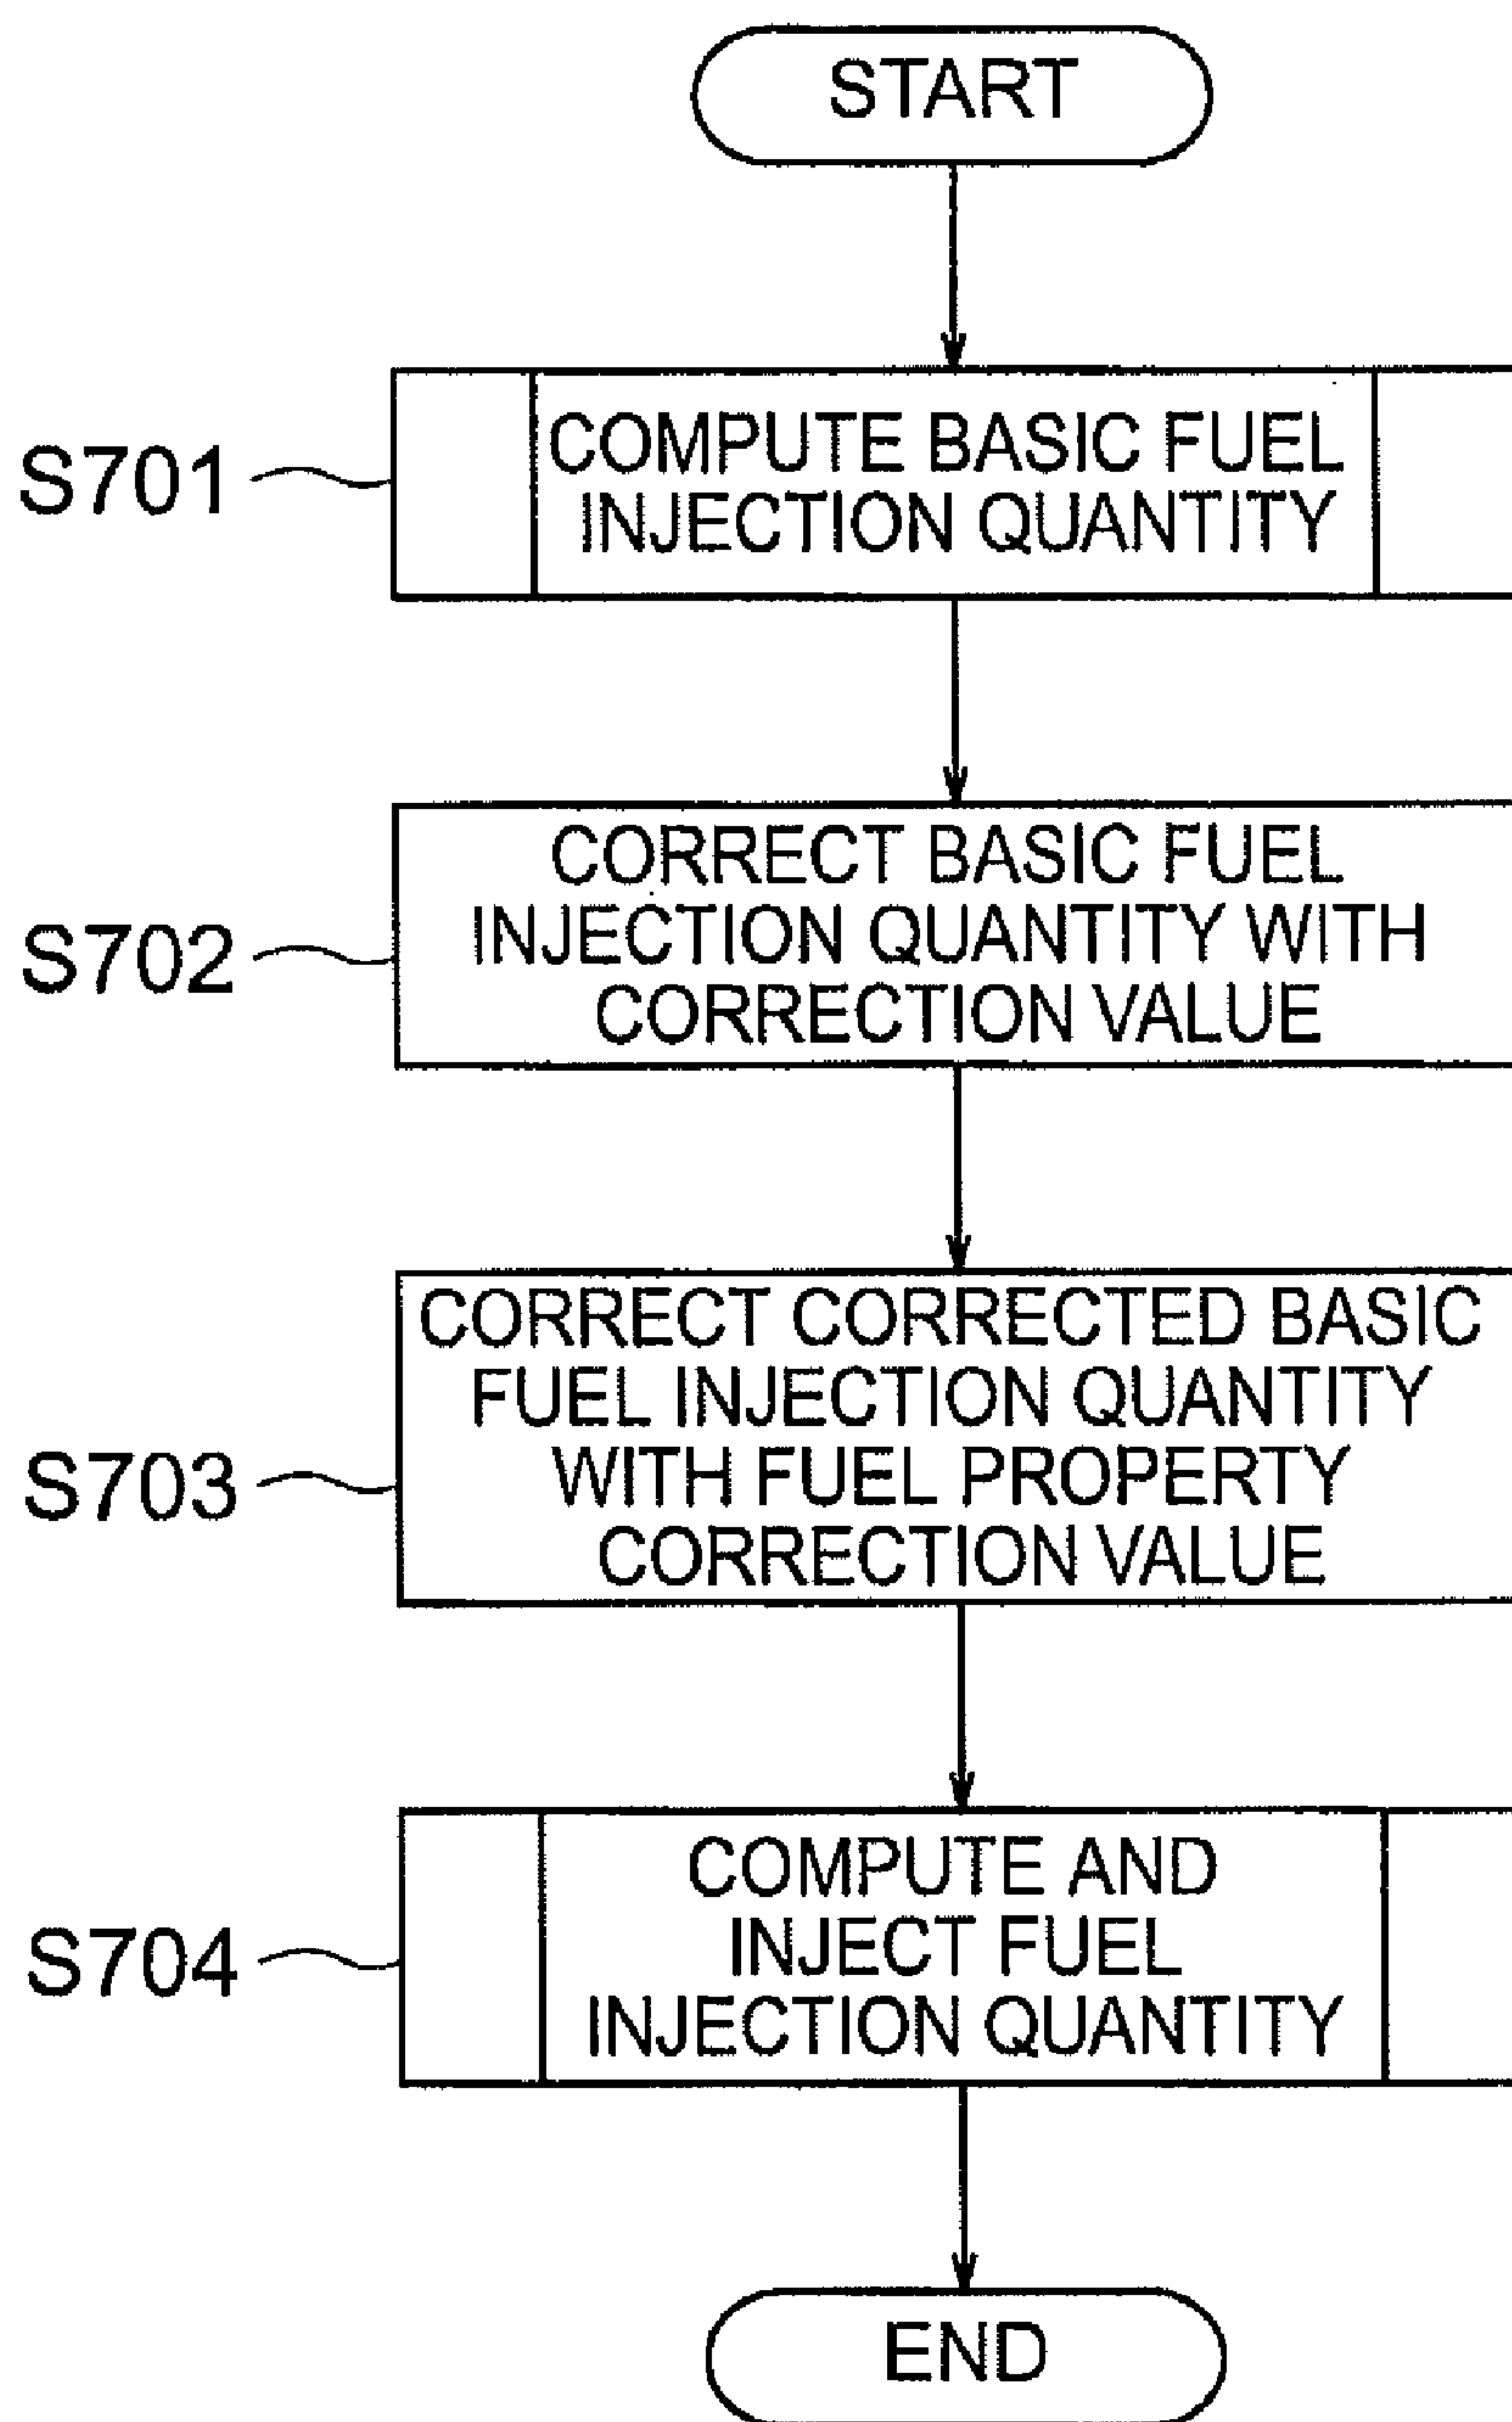 START
S701
COMPUTE BASIC FUEL
INJECTION QUANTITY
S702
CORRECT BASIC FUEL
INJECTION QUANTITY WITH
CORRECTION VALUE
S703
CORRECT CORRECTED BASIC
FUEL INJECTION QUANTITY
WITH FUEL PROPERTY
CORRECTION VALUE
S704
COMPUTE AND
INJECT FUEL
INJECTION QUANTITY
END